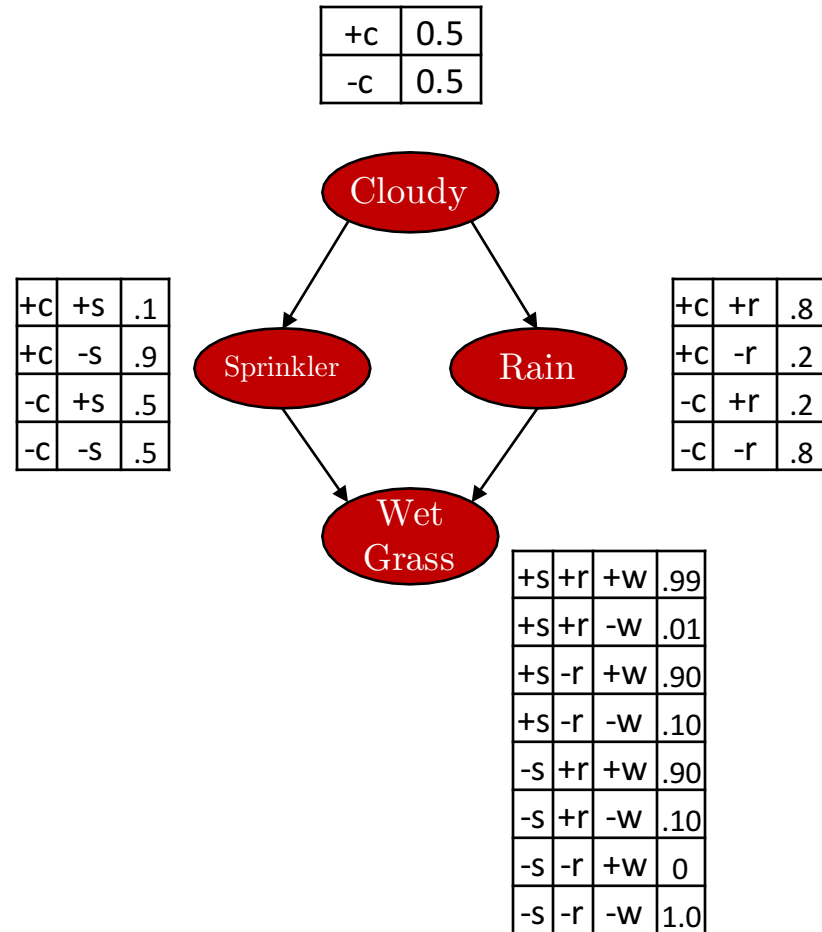 +c 0.5
-c 0.5
Cloudy
+c +s .1
+c -s .9
-c +s .5
-c -s .5
Sprinkler
Rain
+c +r .8
+c -r .2
-c +r .2
-c -r .8
Wet
Grass
+s +r +w .99
+s +r -w .01
+s -r +w .90
+s -r -w .10
-s +r +w .90
-s +r -w .10
-s -r +w 0
-s -r -w 1.0